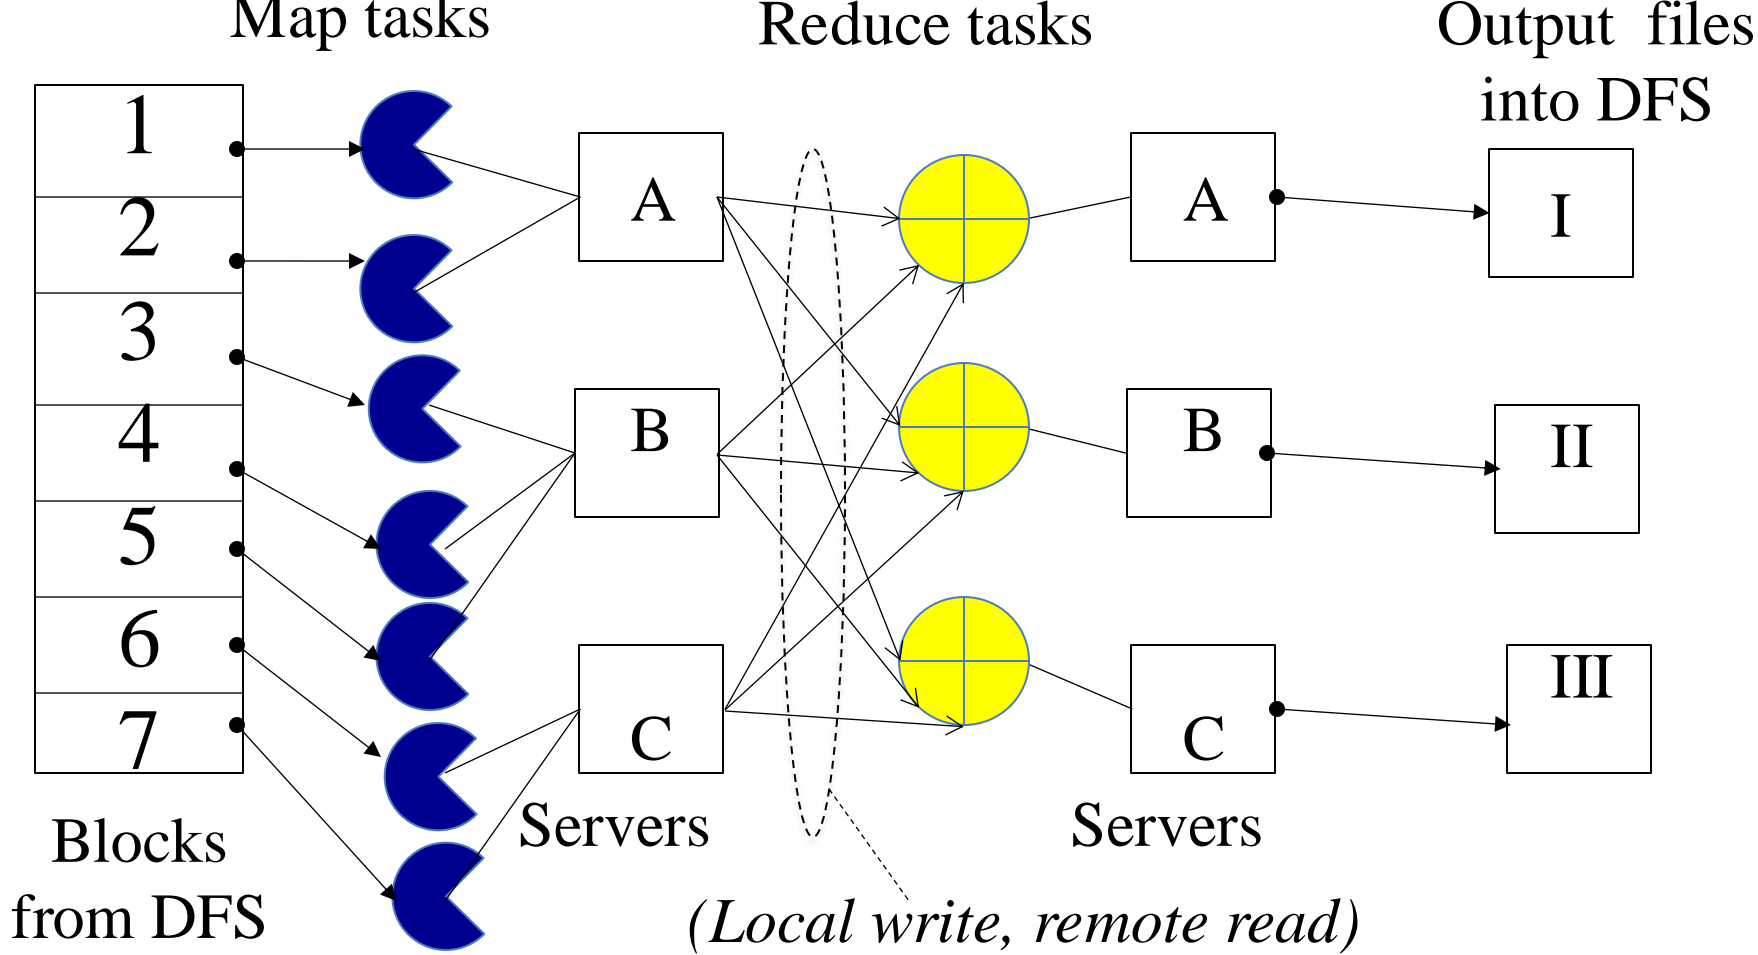 Map tasks
Reduce tasks
Output files
into DFS
1
2
3
4
5
6
7
A
B
C
A
B
C
I
II
III
Servers
Servers
Blocks
from DFS
(Local write, remote read)